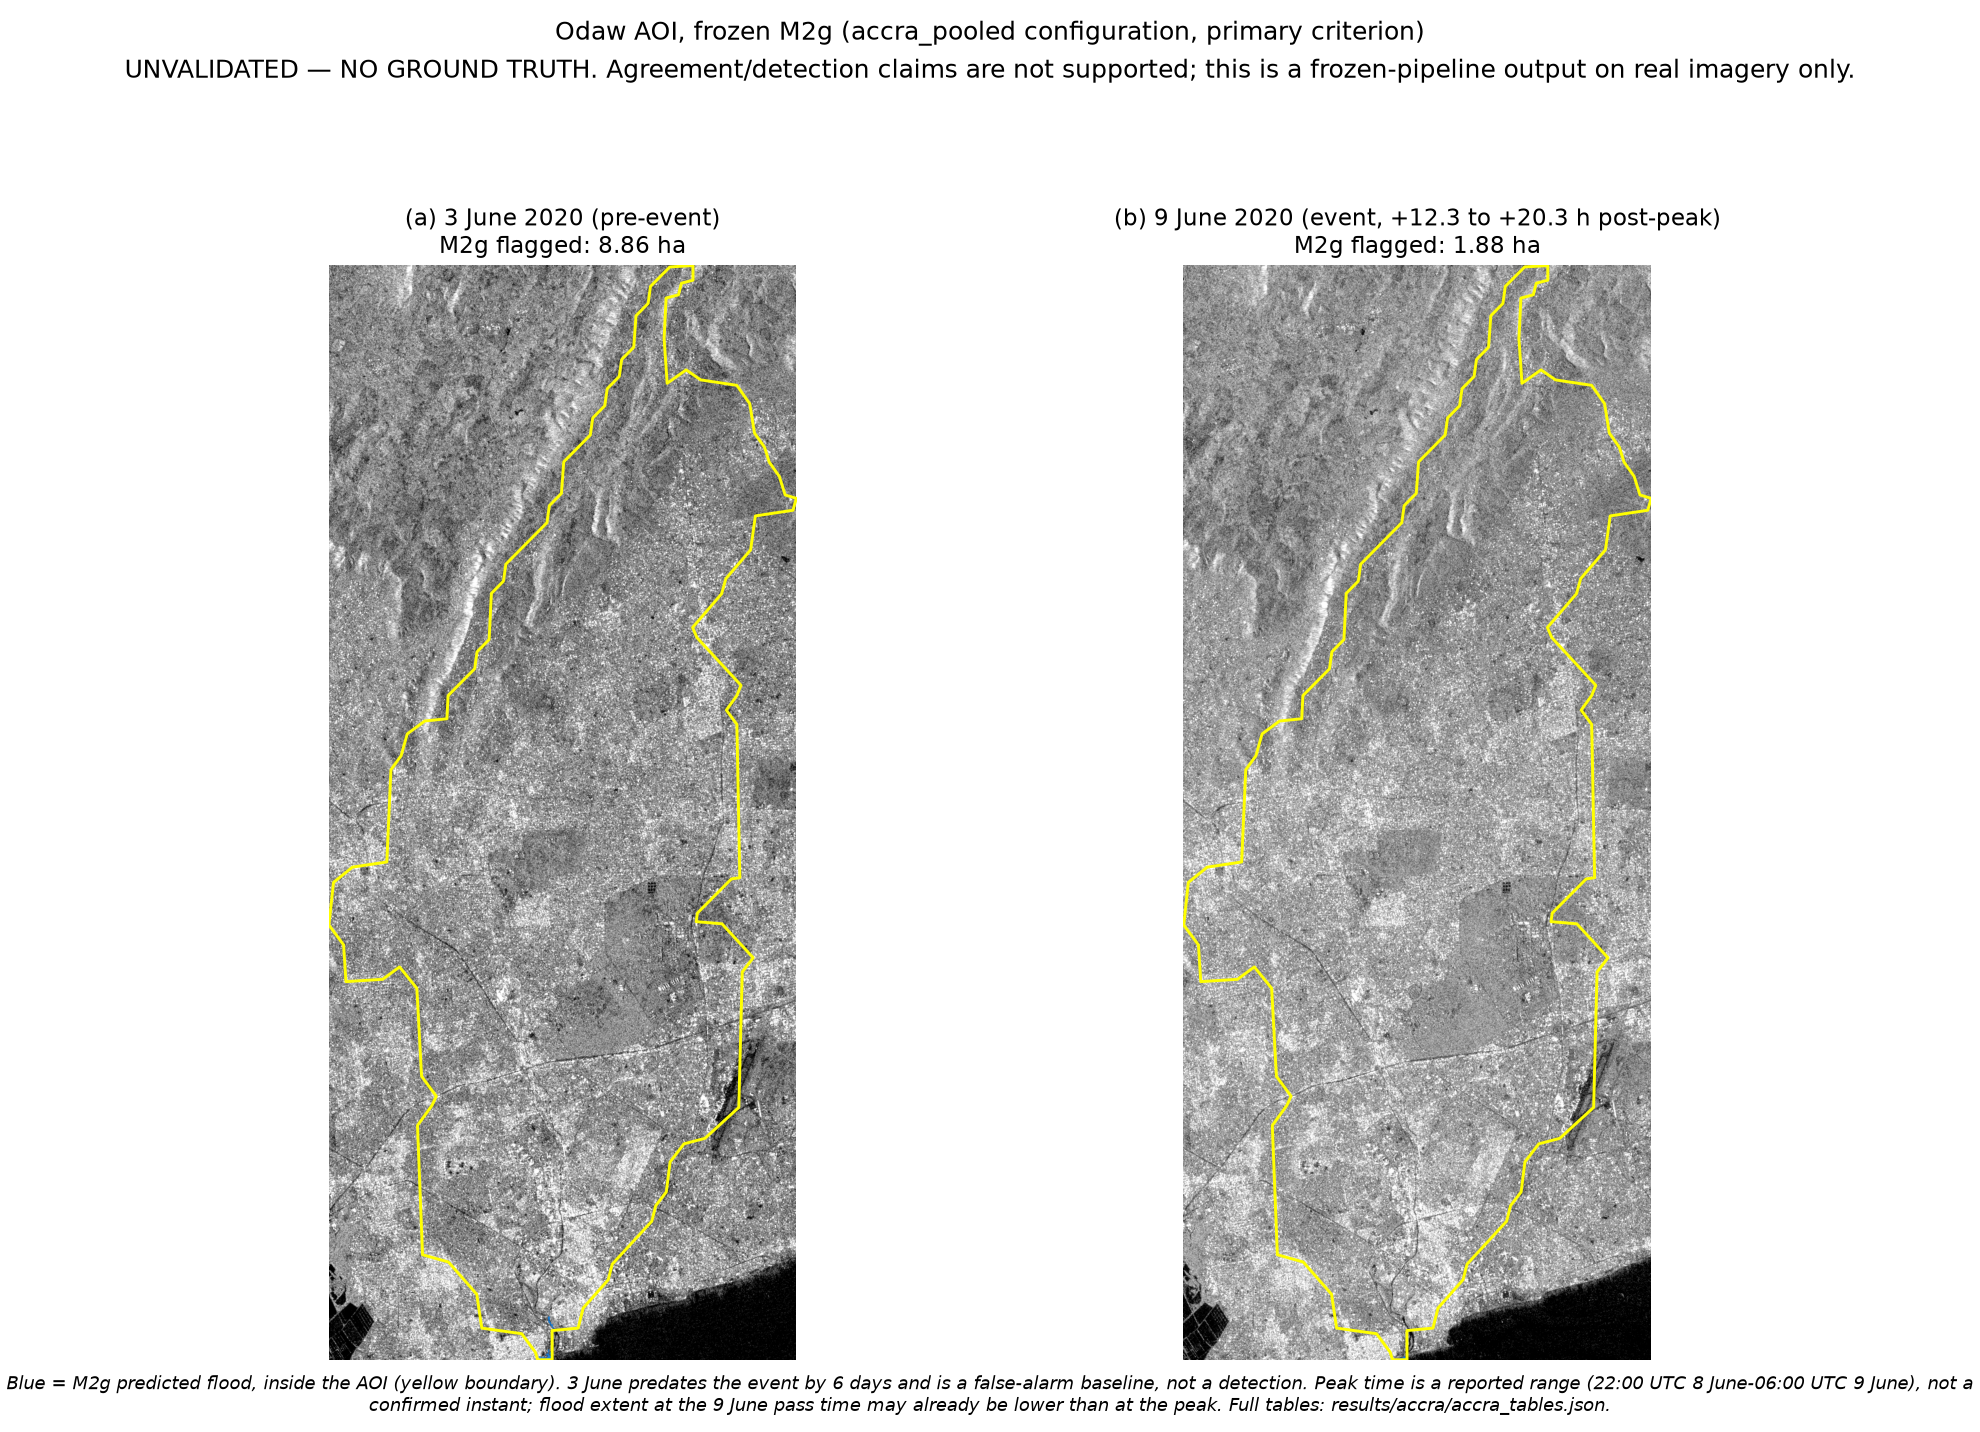 Odaw AOI, frozen M2g (accra_pooled configuration, primary criterion)
UNVALIDATED — NO GROUND TRUTH. Agreement/detection claims are not supported; this is a frozen-pipeline output on real imagery only.
(a) 3 June 2020 (pre-event)
M2g flagged: 8.86 ha
(b) 9 June 2020 (event, +12.3 to +20.3 h post-peak)
M2g flagged: 1.88 ha
Blue = M2g predicted flood, inside the AOI (yellow boundary). 3 June predates the event by 6 days and is a false-alarm baseline, not a detection. Peak time is a reported range (22:00 UTC 8 June-06:00 UTC 9 June), not a
confirmed instant; flood extent at the 9 June pass time may already be lower than at the peak. Full tables: results/accra/accra_tables.json.